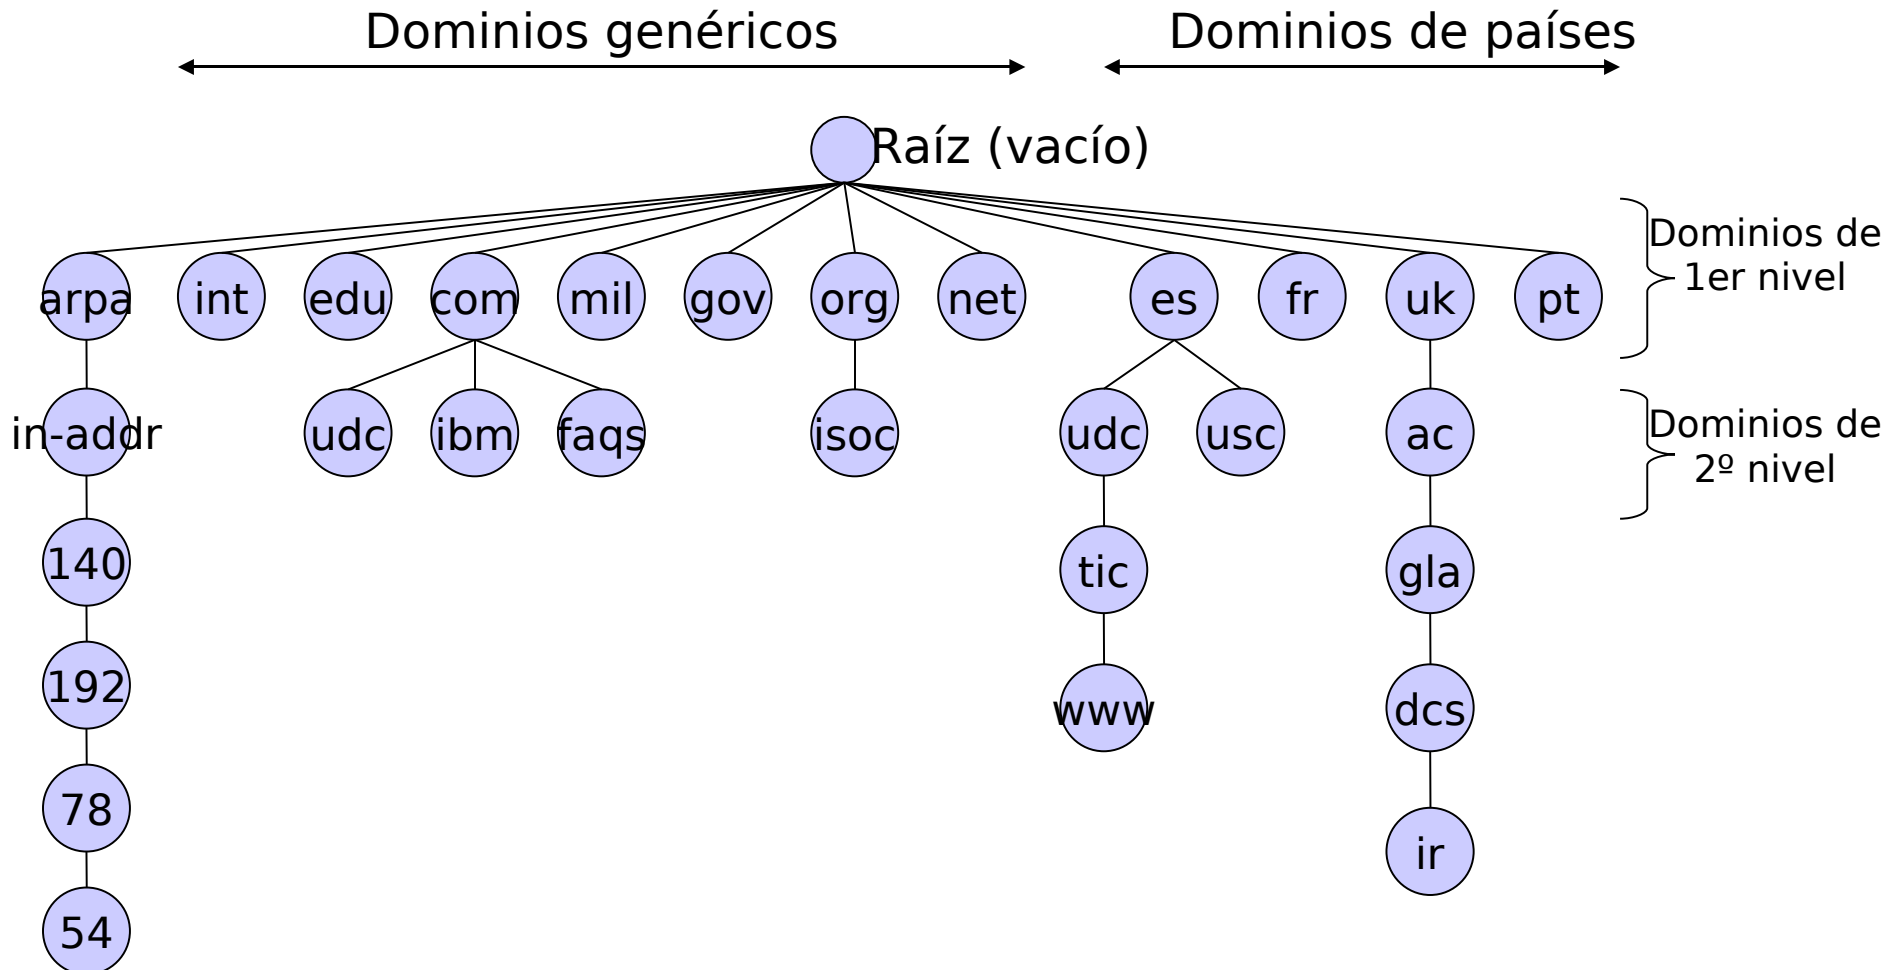 Dominios genéricos
Dominios de países
Raíz (vacío)
Dominios de
1er nivel
arpa
int
edu
com
mil
gov
org
net
es
fr
uk
pt
Dominios de
2º nivel
in-addr
udc
ibm
faqs
isoc
udc
usc
ac
140
tic
gla
192
www
dcs
78
ir
54